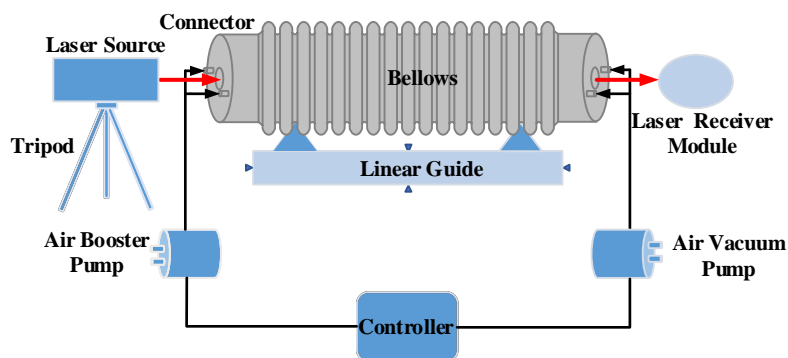 Connector
Laser Source
Bellows
Laser Receiver
Module
Tripod
Linear Guide
Air Booster
Pump
Air Vacuum
Pump
Controller